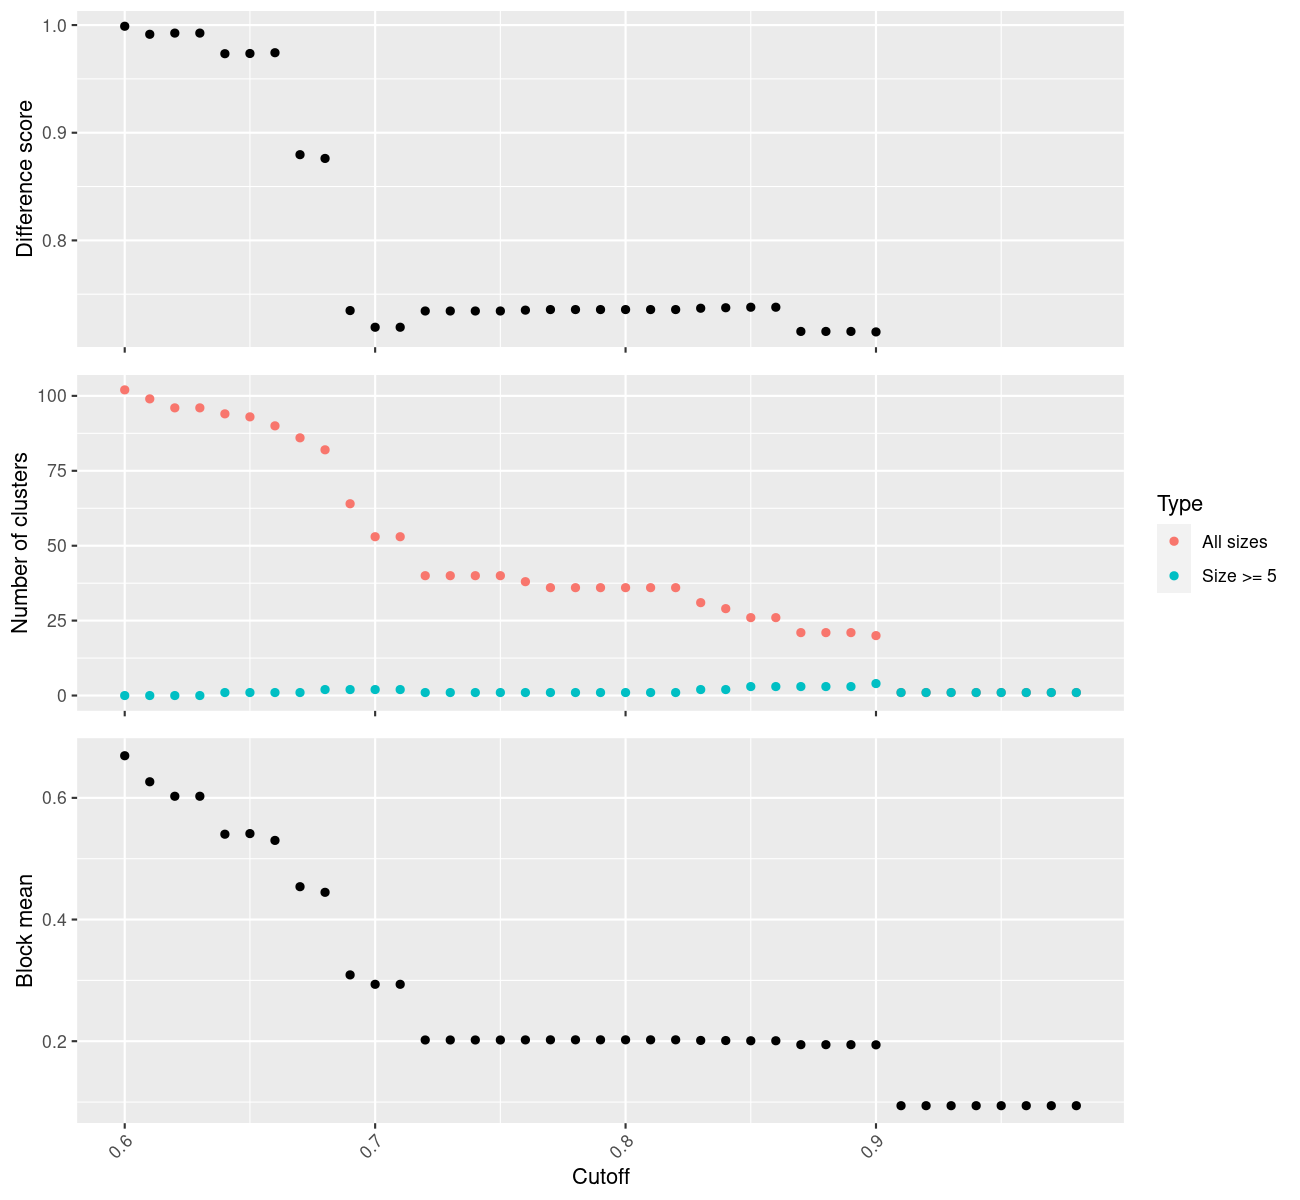 Difference score
1.0
0.9
0.8
Number of clusters
100
75
50
25
0
Type
All sizes
Size >= 5
Block mean
0.6
0.4
0.2
0.6
0.7
0.8
0.9
Cutoff